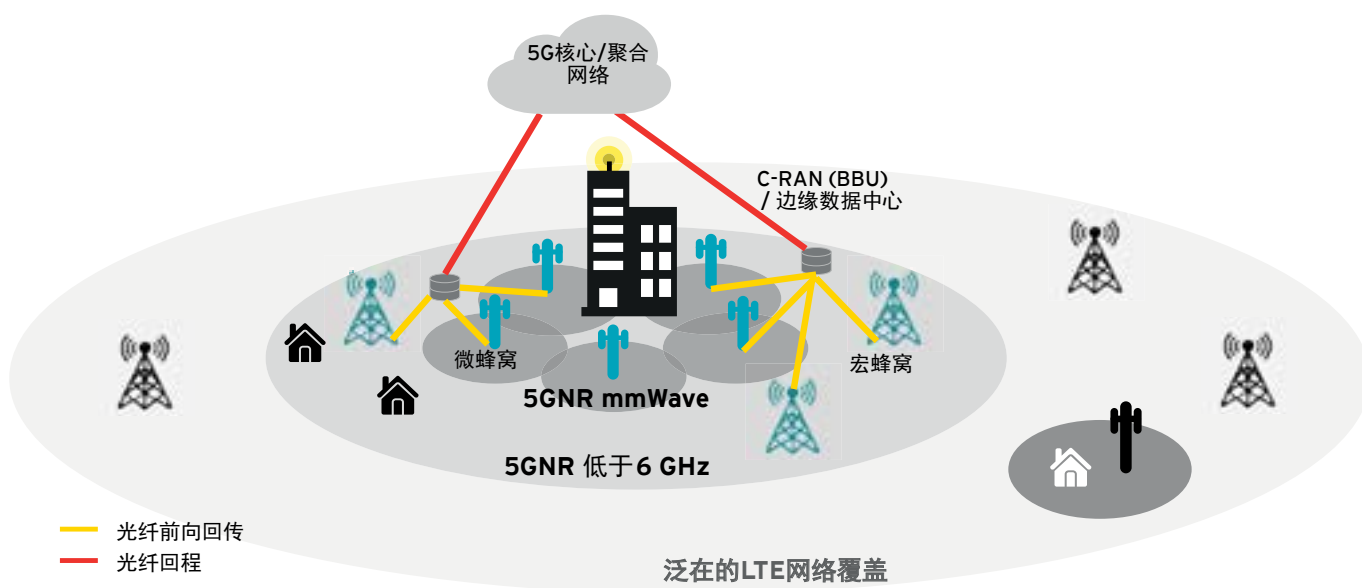 5G核心/聚合
网络
C-RAN (BBU)
/ 边缘数据中心
微蜂窝
宏蜂窝
5GNR mmWave
5GNR 低于6 GHz
光纤前向回传
光纤回程
泛在的LTE网络覆盖